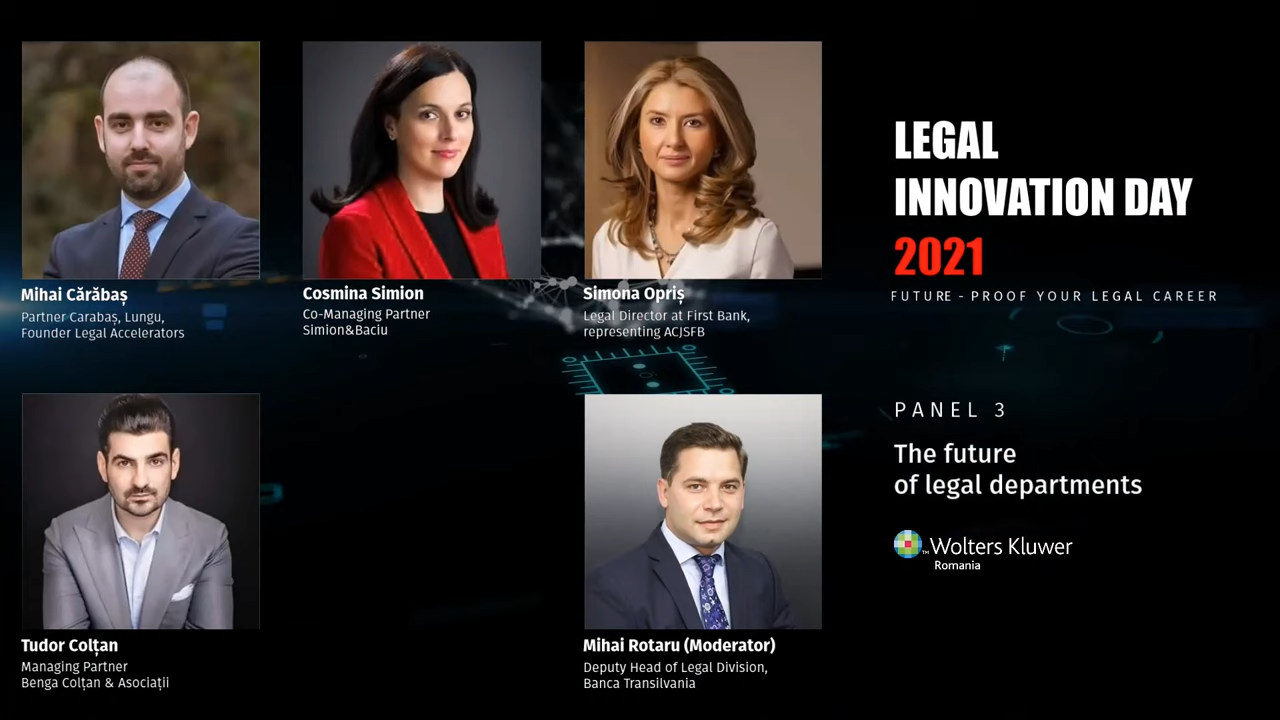 Mihai Cărăbaș
Partner Carabaș, Lungu,
Founder Legal Accelerators
Cosmina Simion
Co-Managing Partner
Simion&Baciu
Simona Opriș
Legal Director at First Bank,
representing ACJSFB
Tudor Colțan
Managing Partner
Benga Colțan & Asociații
Mihai Rotaru (Moderator)
Deputy Head of Legal Division,
Banca Transilvania
LEGAL
INNOVATION DAY
2021
FUTURE - PROOF YOUR LEGAL CAREER
PANEL 3
The future
of legal departments
™ Wolters Kluwer
Romania